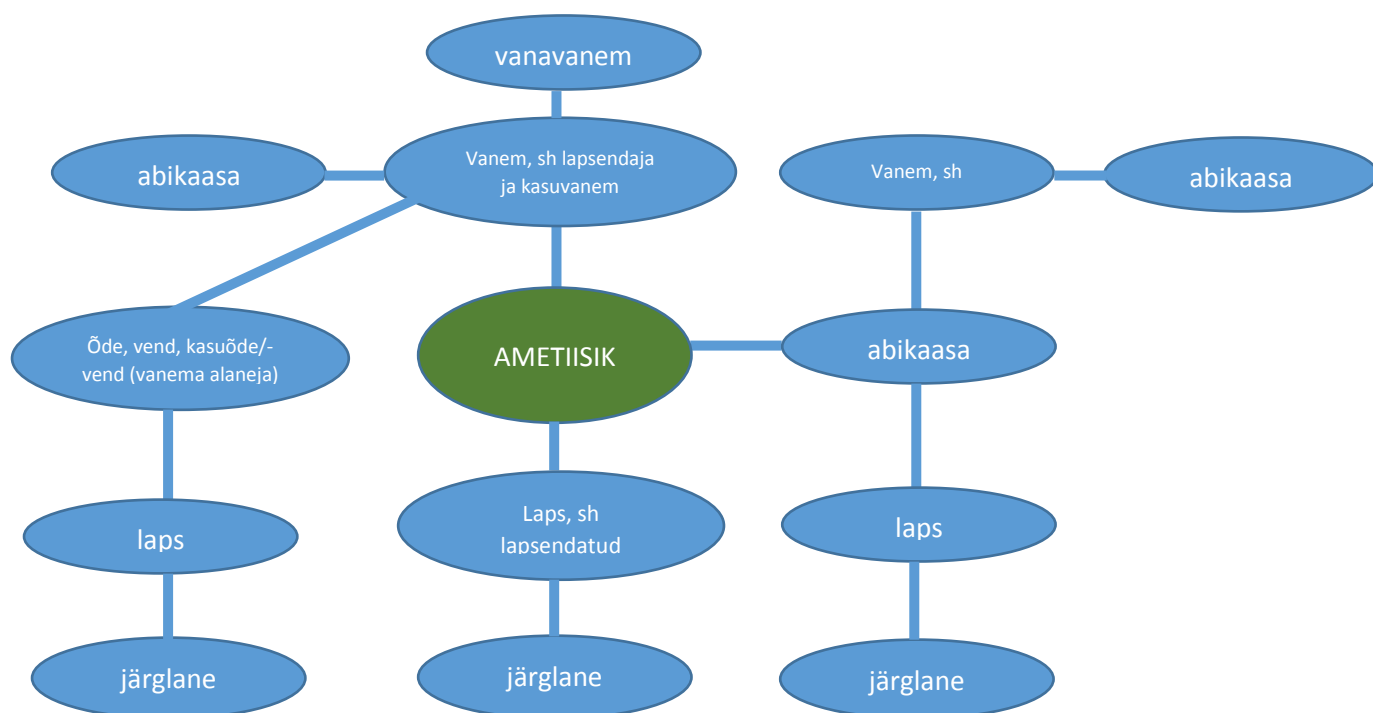 vanavanem
abikaasa
Vanem, sh lapsendaja
ja kasuvanem
Vanem, sh
abikaasa
Õde, vend, kasuõde/-
vend (vanema alaneja)
AMETIISIK
abikaasa
laps
Laps, sh
lapsendatud
laps
järglane
järglane
järglane